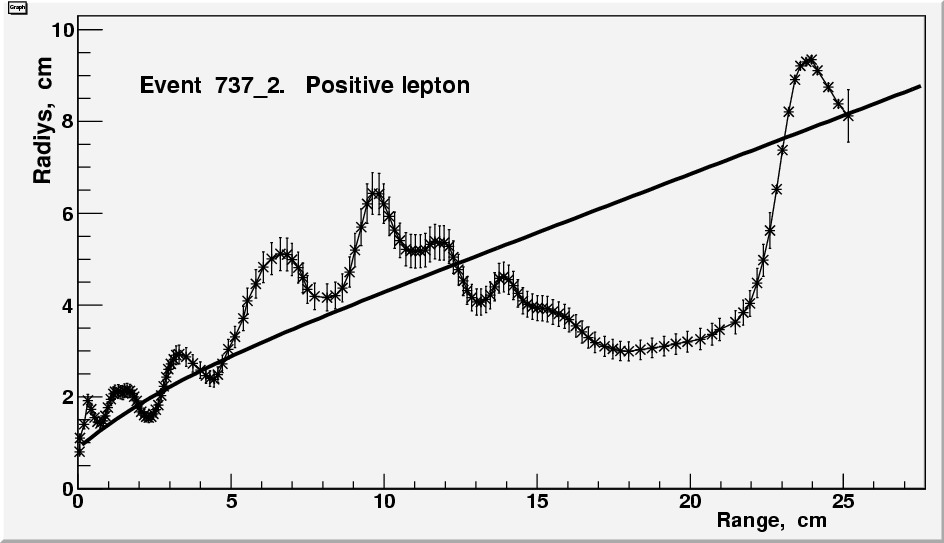 Graph
Event 737_2. Positive lepton
Radiys, cm
10
8
6
4
2
0
0 5 10 15 20 25
Range, cm